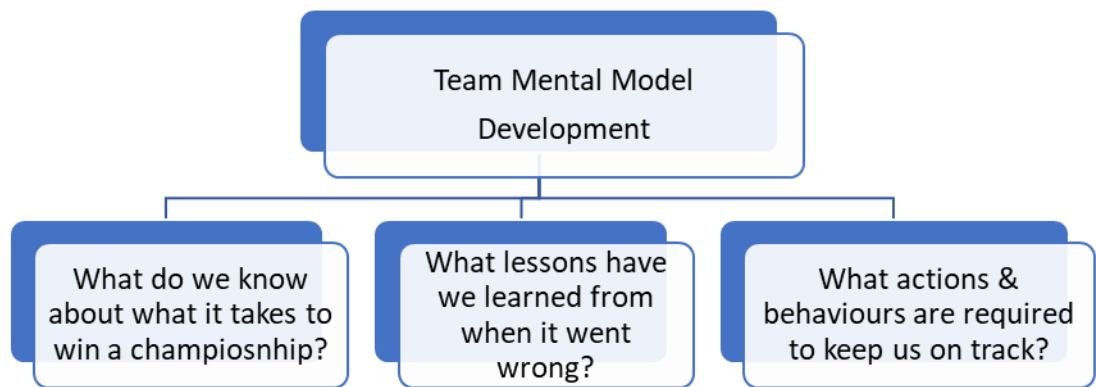 Team Mental Model
Development
What do we know
about what it takes to
win a champiosnhip?
What lessons have
we learned from
when it went
wrong?
What actions &
behaviours are required
to keep us on track?